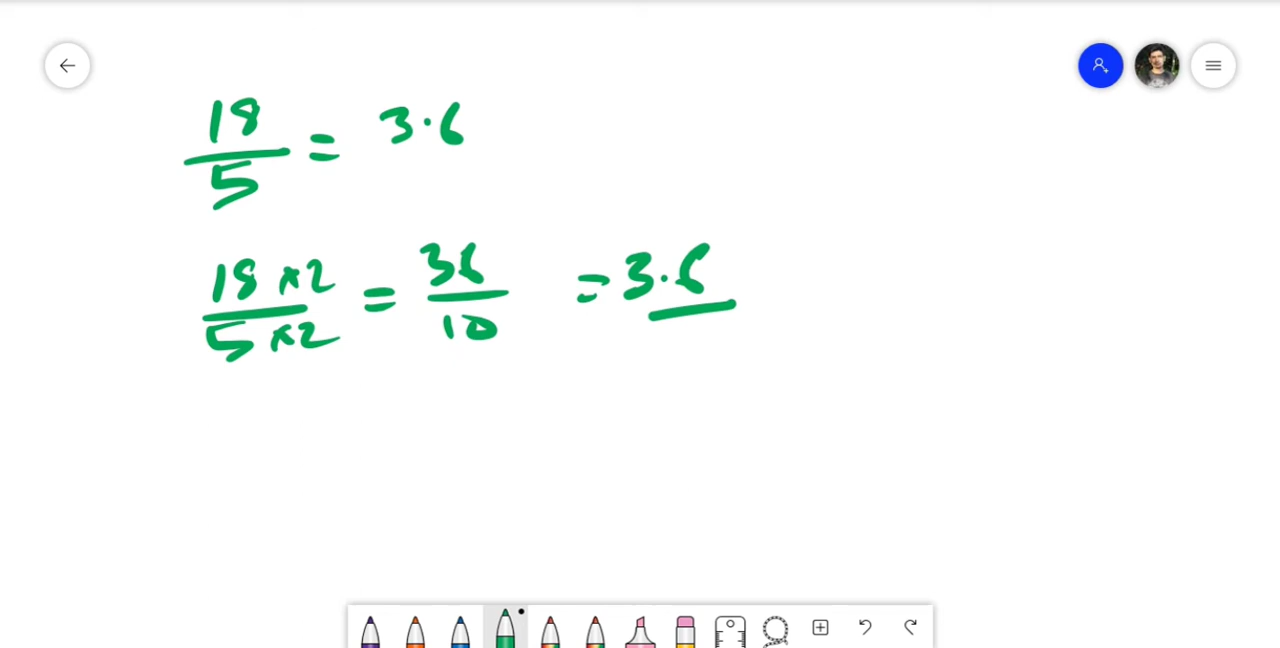 18/5 = 3.6
18 × 2 / 5 × 2 = 36/10 = 3.6